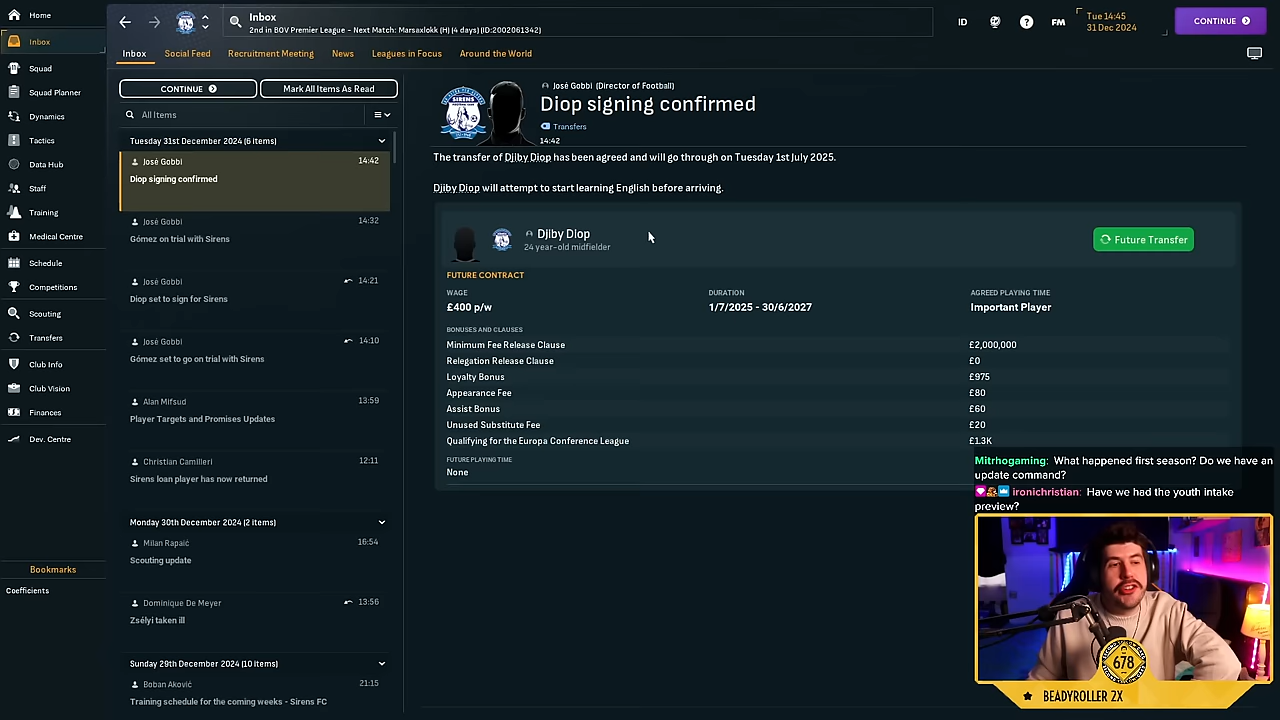 Home
Inbox
Squad
Squad Planner
Dynamics
Tactics
Data Hub
Staff
Training
Medical Centre
Schedule
Competitions
Scouting
Transfers
Club Info
Club Vision
Finances
Dev. Centre
Bookmarks
Coefficients
Inbox
2nd in BOV Premier League - Next Match: Marsaxlokk (H) (4 days) (ID:2002061342)
ID
?
FM
Tue 14:45
31 Dec 2024
CONTINUE
Inbox
Social Feed
Recruitment Meeting
News
Leagues in Focus
Around the World
CONTINUE
Mark All Items As Read
All Items
Tuesday 31st December 2024 (6 items)
José Gobbi 14:42
Diop signing confirmed
José Gobbi 14:32
Gómez on trial with Sirens
José Gobbi 14:21
Diop set to sign for Sirens
José Gobbi 14:10
Gómez set to go on trial with Sirens
Alan Mifsud 13:59
Player Targets and Promises Updates
Christian Camilleri 12:11
Sirens loan player has now returned
Monday 30th December 2024 (2 items)
Milan Rapaić 16:54
Scouting update
Dominique De Meyer 13:56
Zsélyi taken ill
Sunday 29th December 2024 (10 items)
Boban Aković 21:15
Training schedule for the coming weeks - Sirens FC
SIRENS
José Gobbi (Director of Football)
Diop signing confirmed
Transfers
14:42
The transfer of Djiby Diop has been agreed and will go through on Tuesday 1st July 2025.
Djiby Diop will attempt to start learning English before arriving.
Djiby Diop
24 year-old midfielder
Future Transfer
FUTURE CONTRACT
WAGE
£400 p/w
DURATION
1/7/2025 - 30/6/2027
AGREED PLAYING TIME
Important Player
BONUSES AND CLAUSES
Minimum Fee Release Clause £2,000,000
Relegation Release Clause £0
Loyalty Bonus £975
Appearance Fee £80
Assist Bonus £60
Unused Substitute Fee £20
Qualifying for the Europa Conference League £1.3K
FUTURE PLAYING TIME
None
Mitrhogaming: What happened first season? Do we have an
update command?
ironichristian: Have we had the youth intake
preview?
678
BEADYROLLER 2X